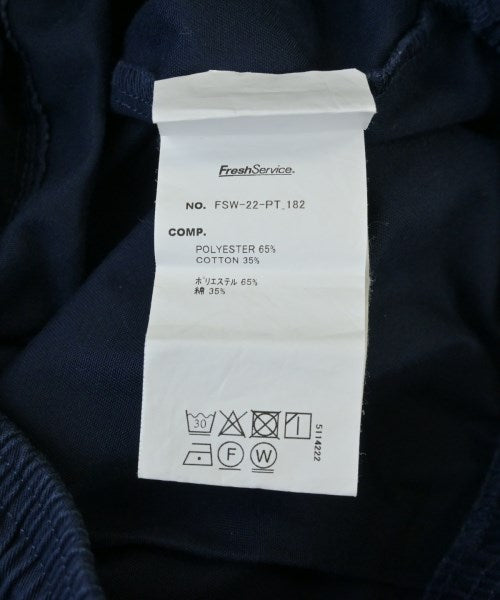 FreshService.
NO. FSW-22-PT_182
COMP.
POLYESTER 65%
COTTON 35%
ポリエステル 65%
綿 35%
30
F W
5114222